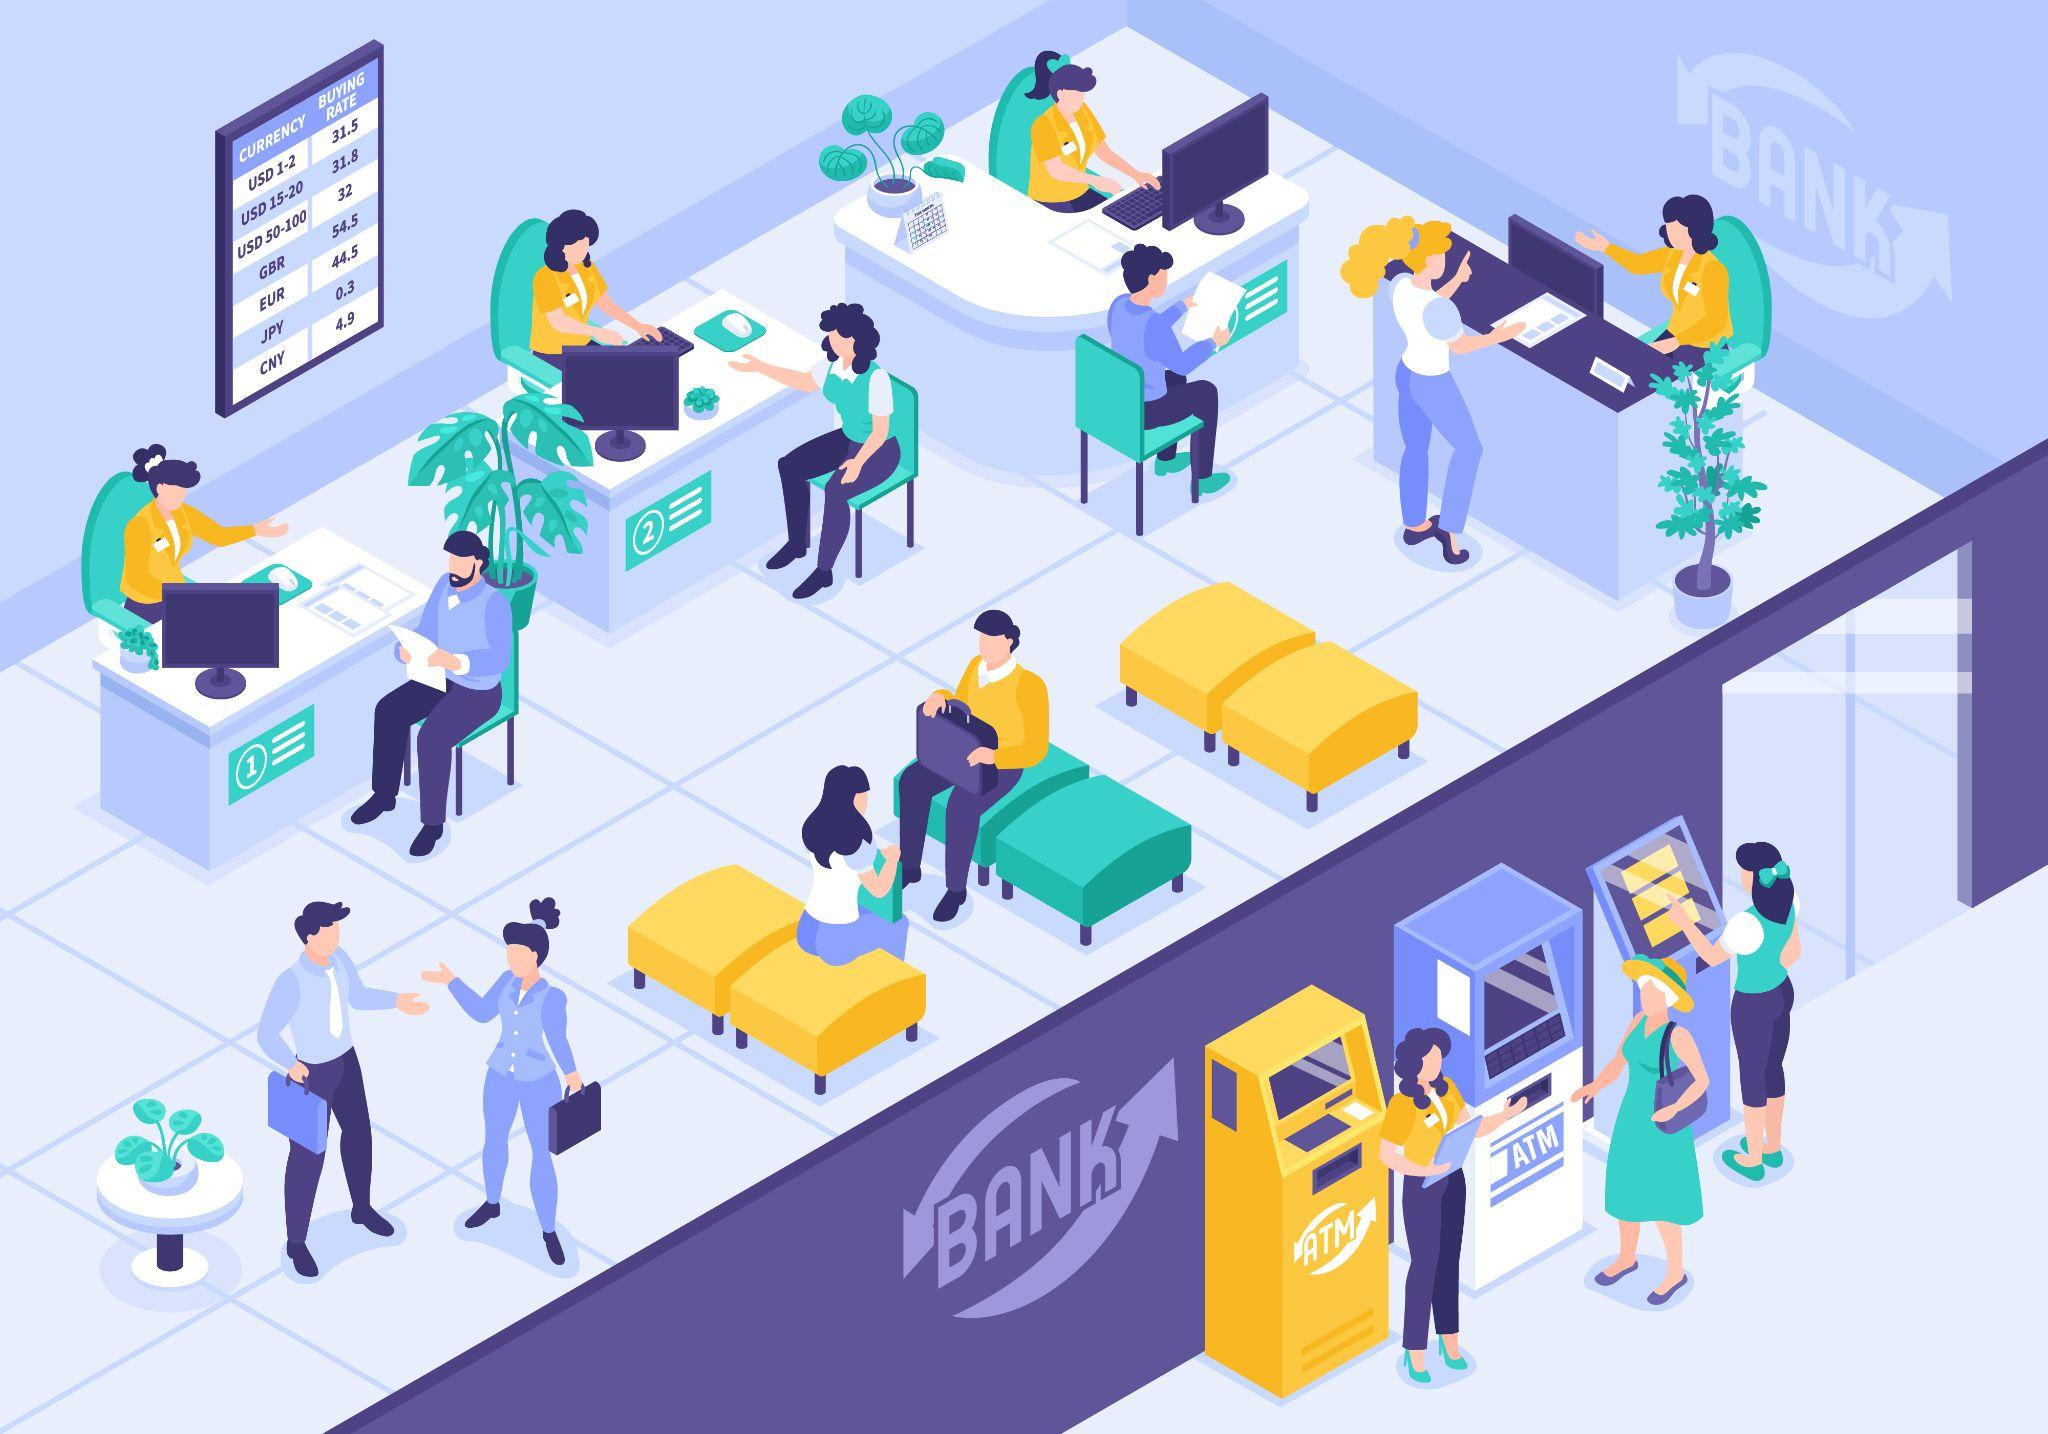 CURRENCY BUYING RATE
USD 1-2 31.5
USD 15-20 31.8
USD 50-100 32
GBR 54.5
EUR 44.5
JPY 0.3
CNY 4.9
BANK
2
1
BANK
ATM
ATM